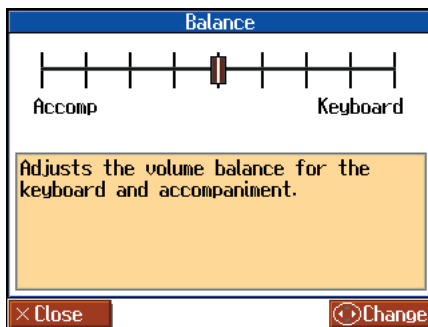 Balance
Accomp Keyboard
Adjusts the volume balance for the
keyboard and accompaniment.
× Close Change